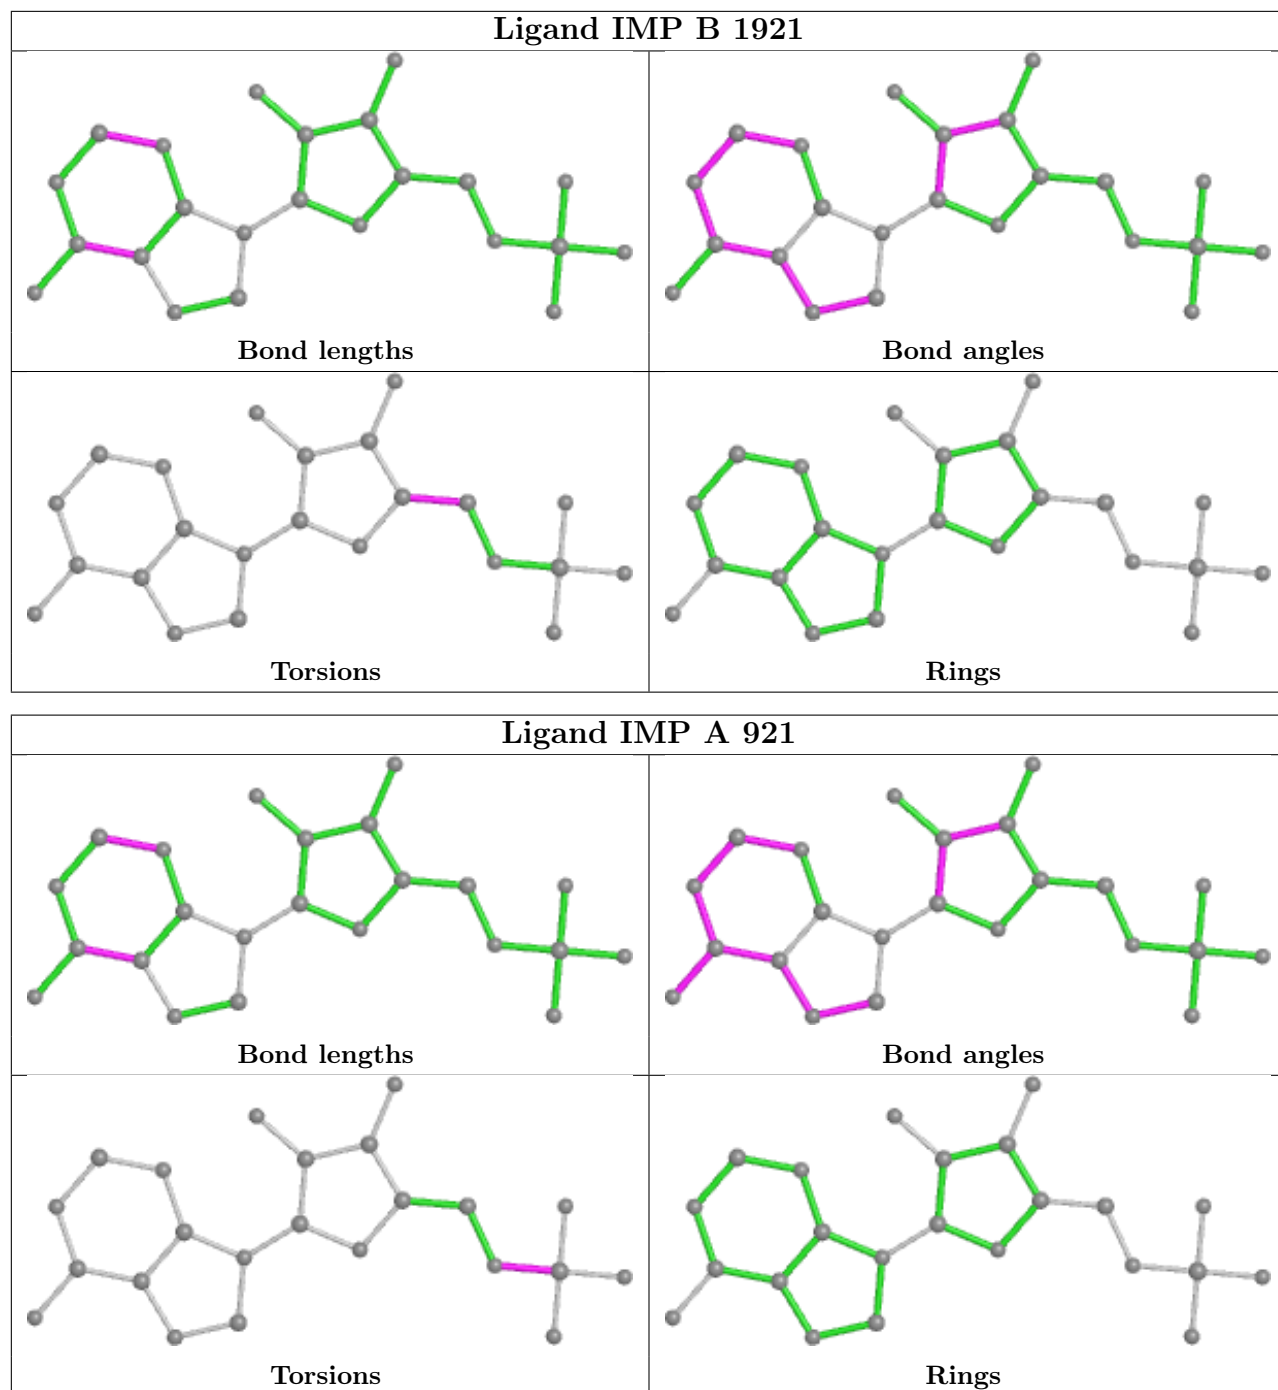 Ligand IMP B 1921
Bond lengths
Bond angles
Torsions
Rings
Ligand IMP A 921
Bond lengths
Bond angles
Torsions
Rings